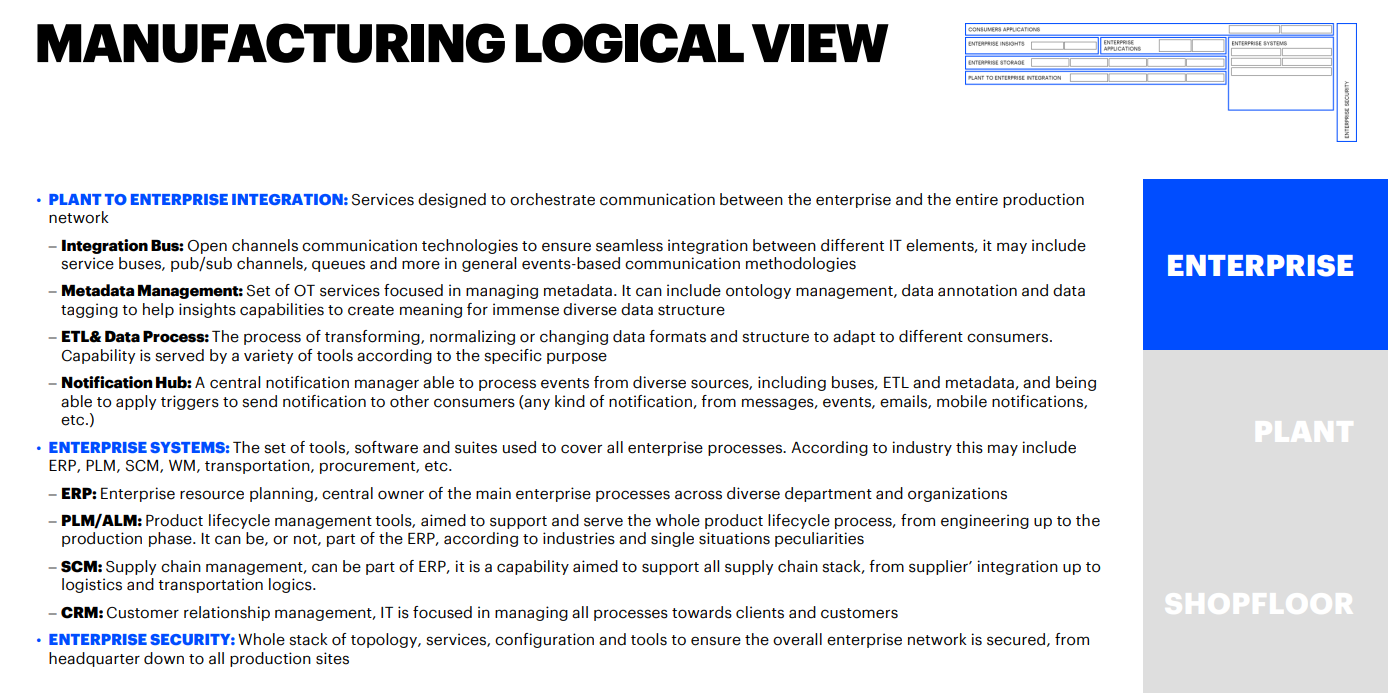 MANUFACTURING LOGICAL VIEW
CONSUMERS APPLICATIONS
ENTERPRISE INSIGHTS
ENTERPRISE
APPLICATIONS
ENTERPRISE SYSTEMS
ENTERPRISE STORAGE
PLANT TO ENTERPRISE INTEGRATION
ENTERPRISE SECURITY
• PLANT TO ENTERPRISE INTEGRATION: Services designed to orchestrate communication between the enterprise and the entire production
network
– Integration Bus: Open channels communication technologies to ensure seamless integration between different IT elements, it may include
service buses, pub/sub channels, queues and more in general events-based communication methodologies
– Metadata Management: Set of OT services focused in managing metadata. It can include ontology management, data annotation and data
tagging to help insights capabilities to create meaning for immense diverse data structure
– ETL& Data Process: The process of transforming, normalizing or changing data formats and structure to adapt to different consumers.
Capability is served by a variety of tools according to the specific purpose
– Notification Hub: A central notification manager able to process events from diverse sources, including buses, ETL and metadata, and being
able to apply triggers to send notification to other consumers (any kind of notification, from messages, events, emails, mobile notifications,
etc.)
• ENTERPRISE SYSTEMS: The set of tools, software and suites used to cover all enterprise processes. According to industry this may include
ERP, PLM, SCM, WM, transportation, procurement, etc.
– ERP: Enterprise resource planning, central owner of the main enterprise processes across diverse department and organizations
– PLM/ALM: Product lifecycle management tools, aimed to support and serve the whole product lifecycle process, from engineering up to the
production phase. It can be, or not, part of the ERP, according to industries and single situations peculiarities
– SCM: Supply chain management, can be part of ERP, it is a capability aimed to support all supply chain stack, from supplier’ integration up to
logistics and transportation logics.
– CRM: Customer relationship management, IT is focused in managing all processes towards clients and customers
• ENTERPRISE SECURITY: Whole stack of topology, services, configuration and tools to ensure the overall enterprise network is secured, from
headquarter down to all production sites
ENTERPRISE
PLANT
SHOPFLOOR